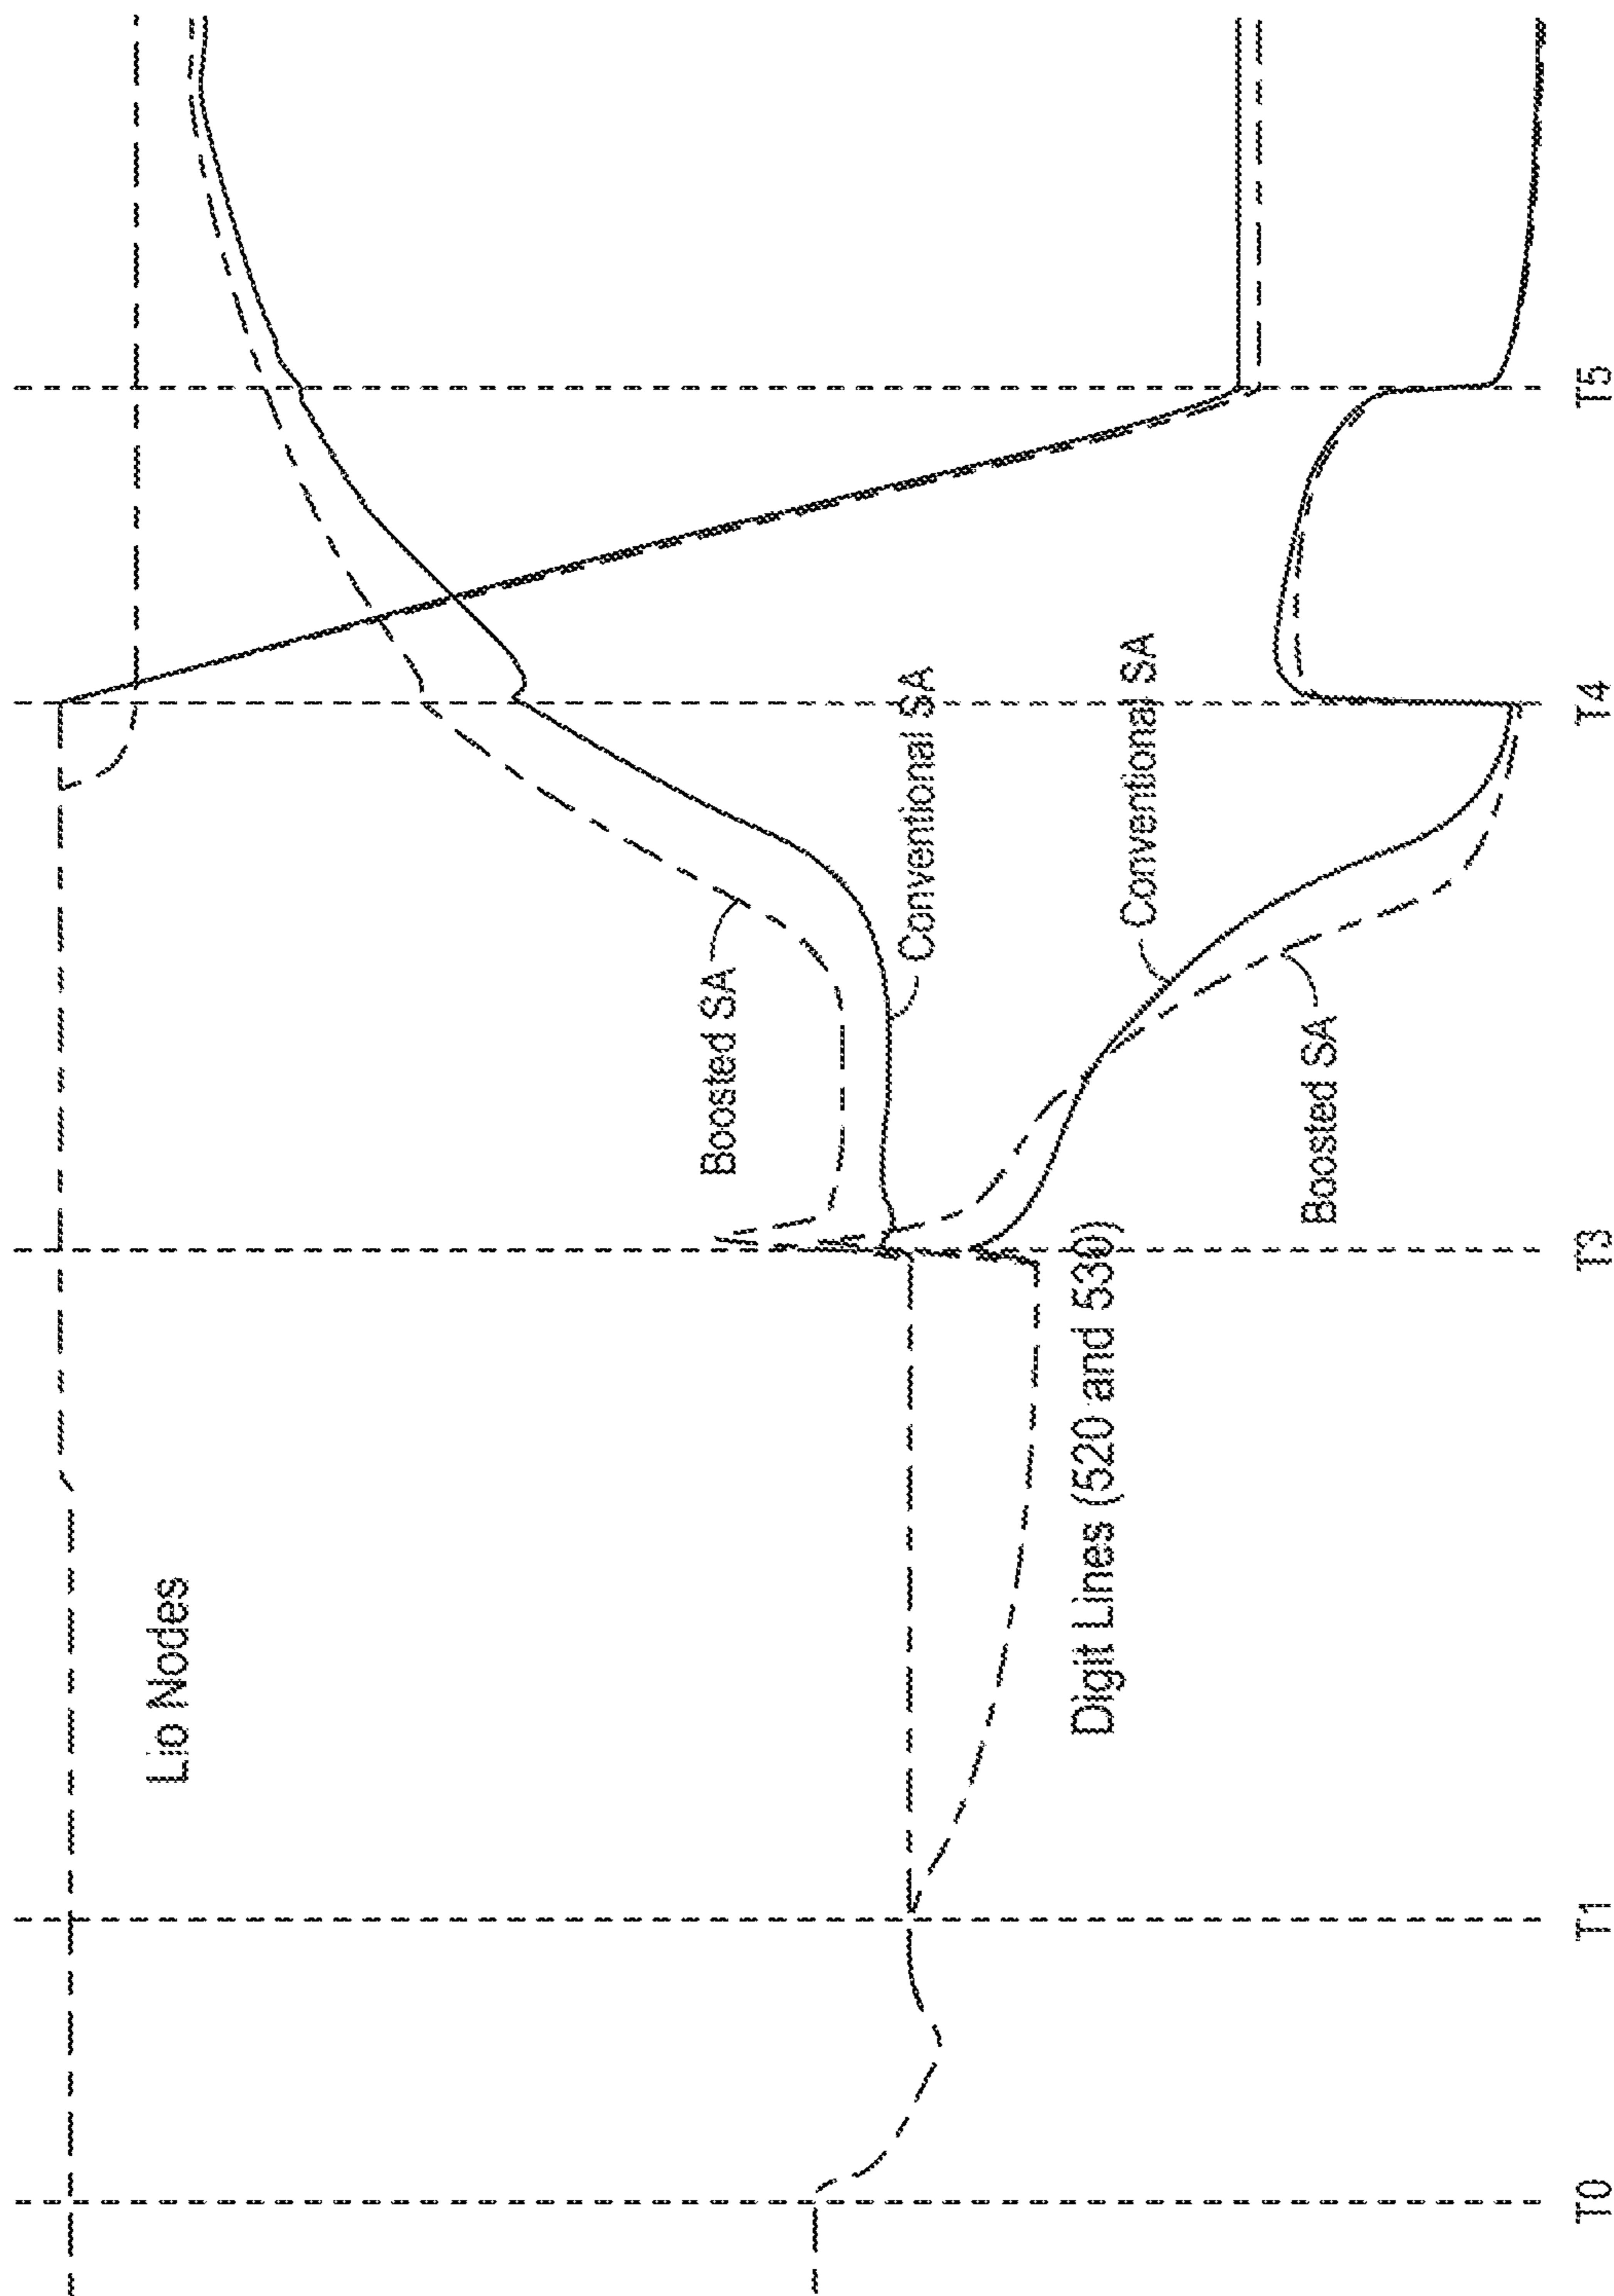 Lio Nodes
Boosted SA
Conventional SA
Digit Lines (520 and 530)
Conventional SA
Boosted SA
T0
T1
T3
T4
T5